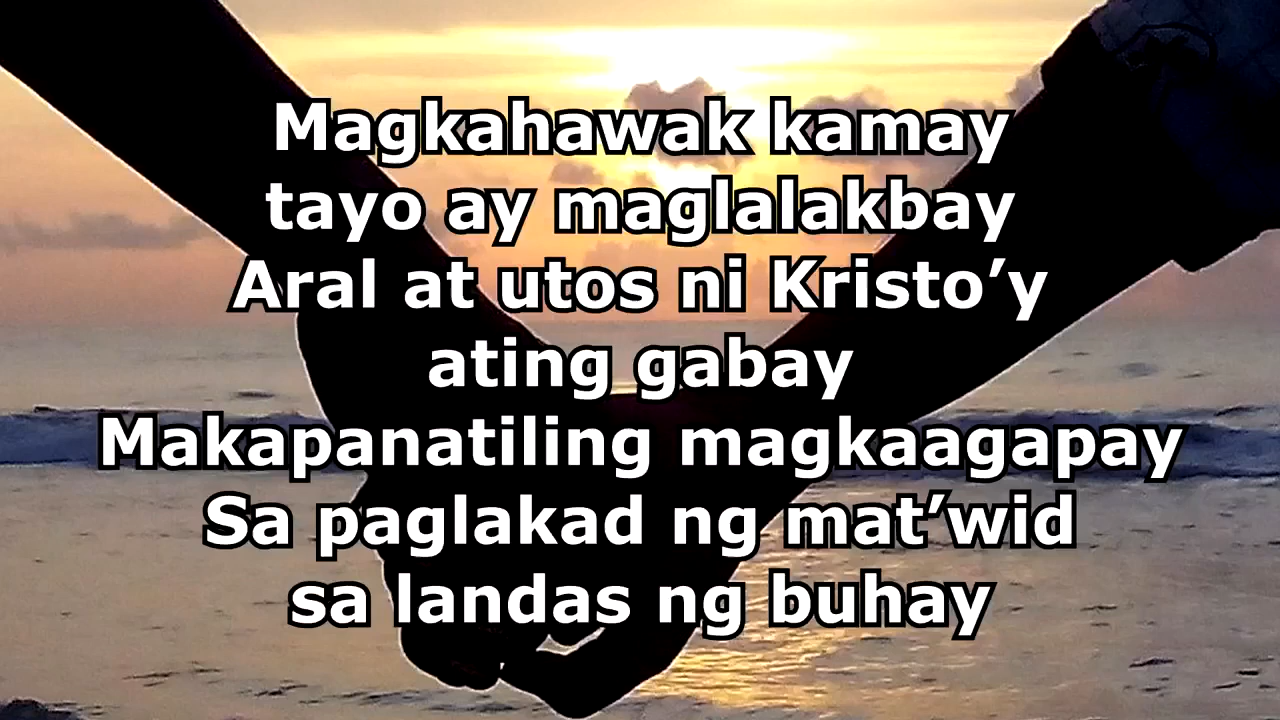 Magkahawak kamay
tayo ay maglalakbay
Aral at utos ni Kristo’y
ating gabay
Makapanatiling magkaagapay
Sa paglakad ng mat’wid
sa landas ng buhay